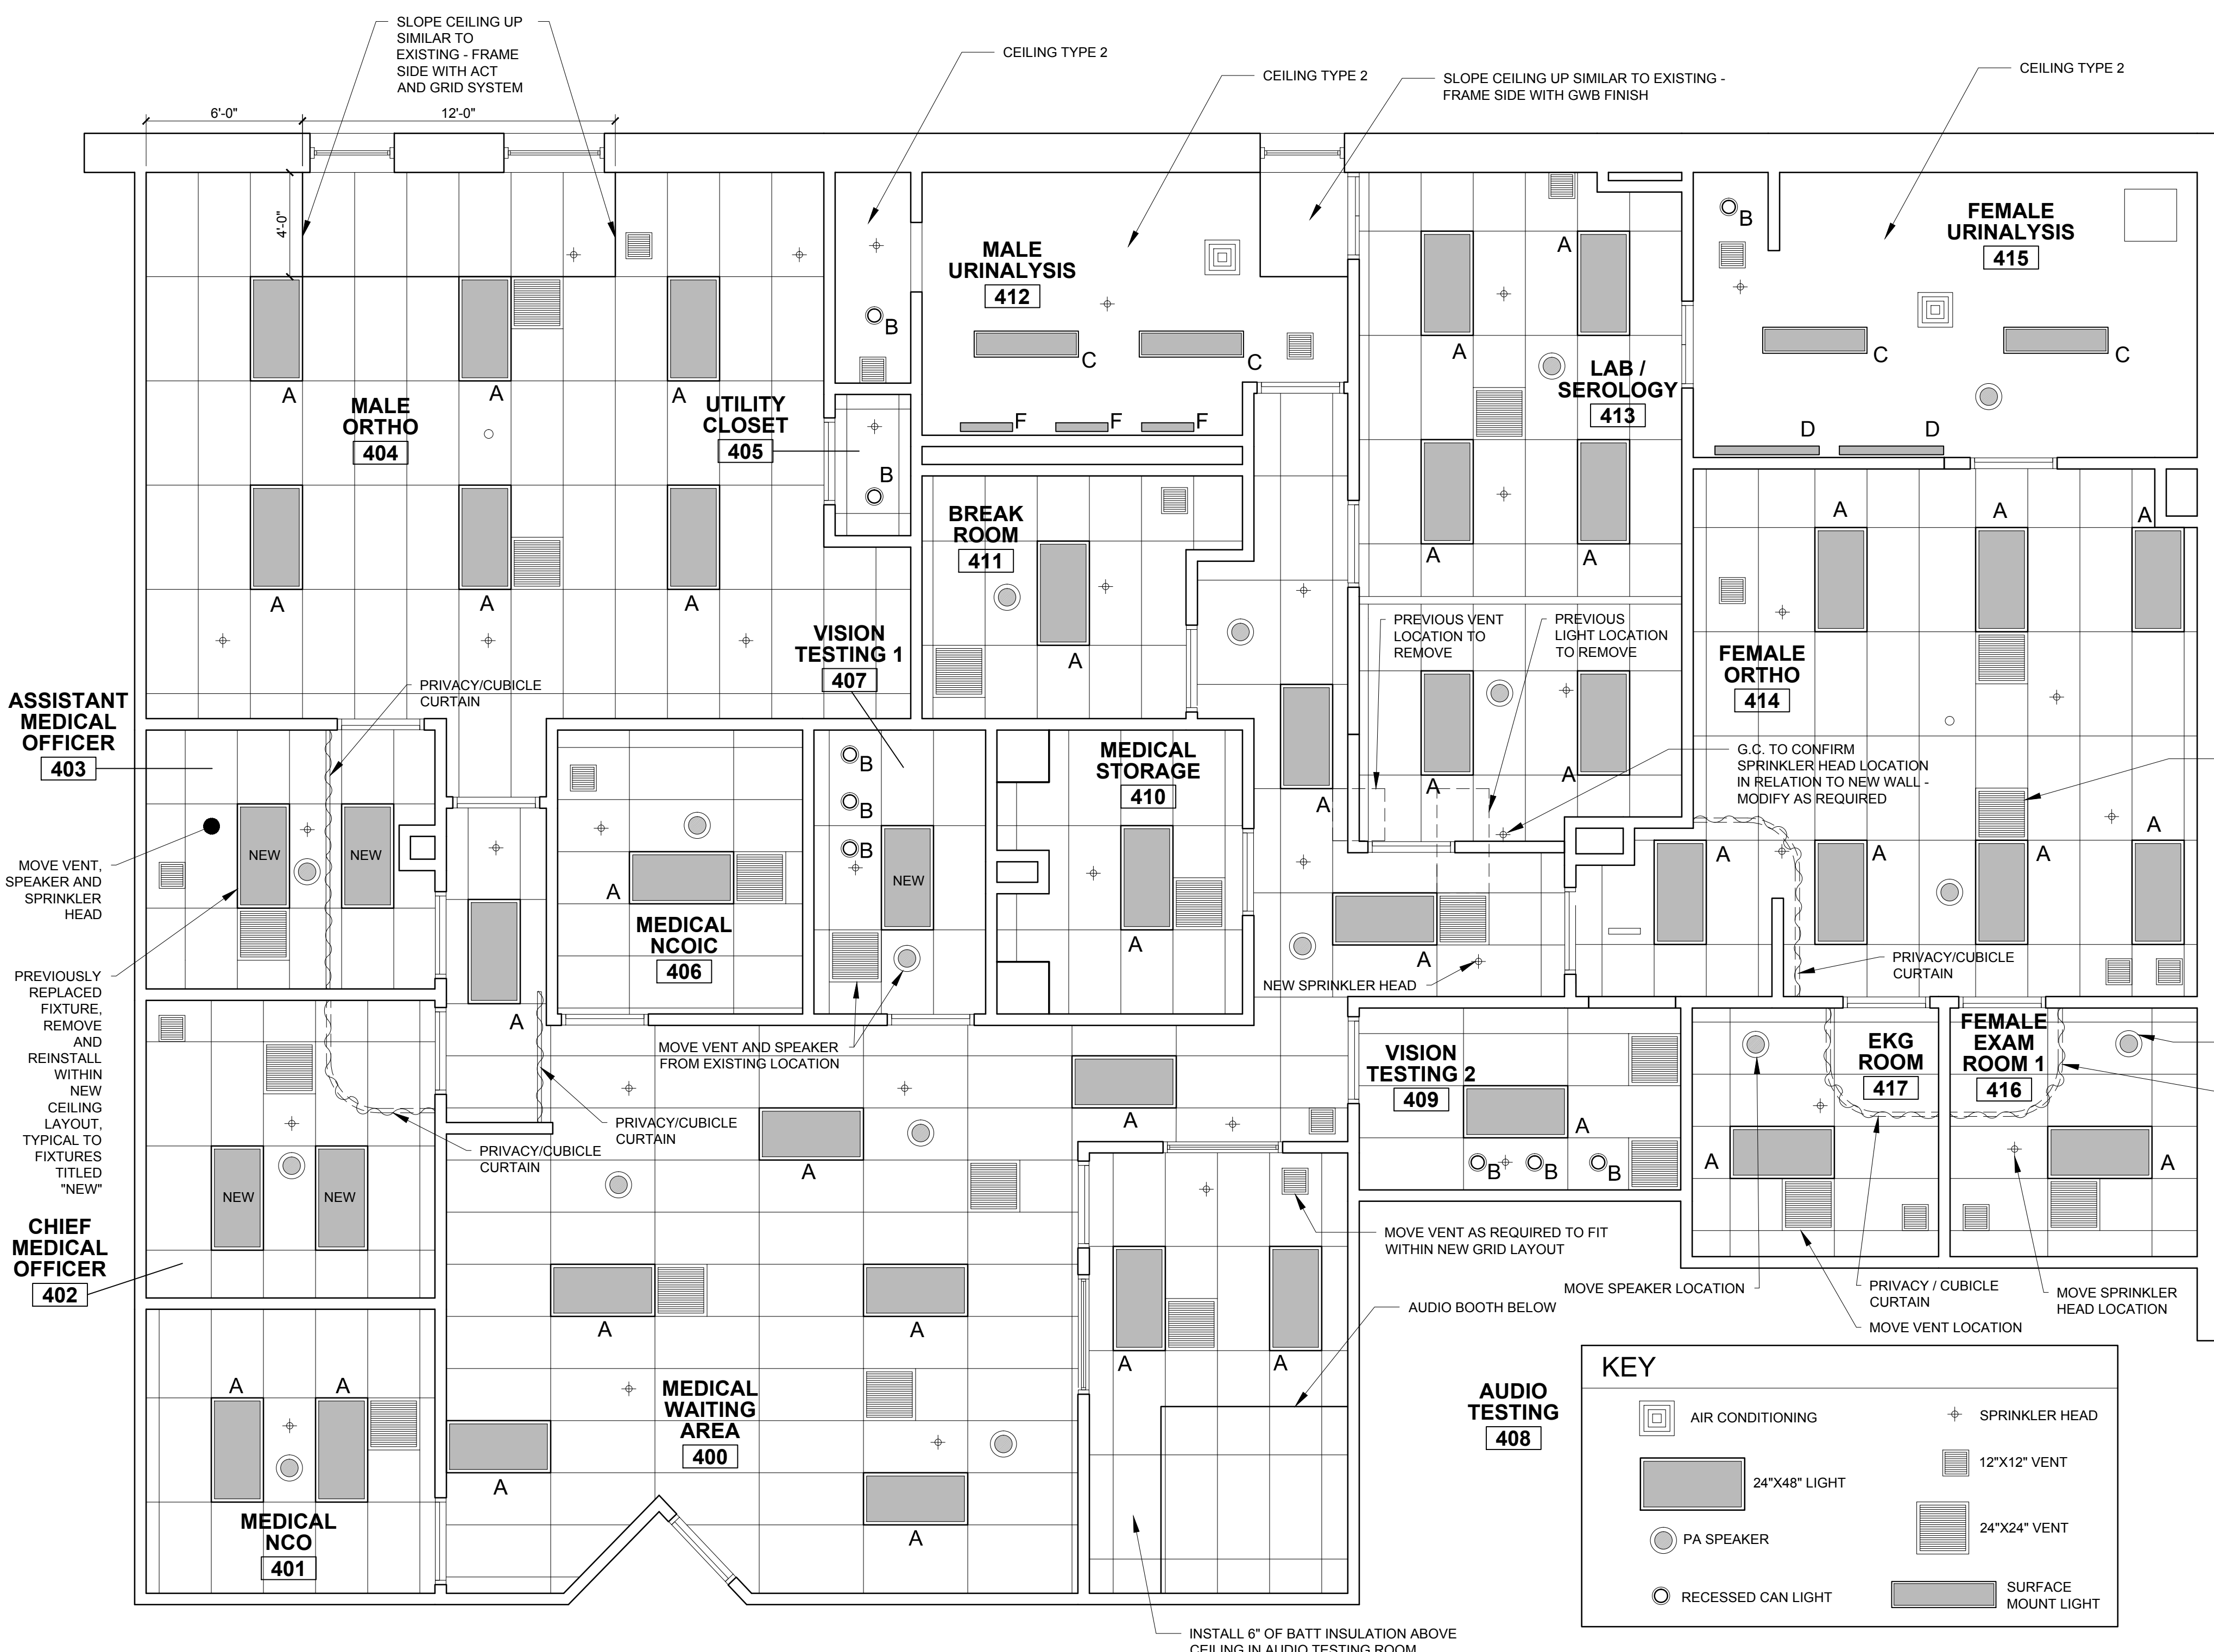 SLOPE CEILING UP
SIMILAR TO
EXISTING - FRAME
SIDE WITH ACT
AND GRID SYSTEM
CEILING TYPE 2
CEILING TYPE 2
SLOPE CEILING UP SIMILAR TO EXISTING -
FRAME SIDE WITH GWB FINISH
CEILING TYPE 2
6'-0"
12'-0"
4'-0"
A
A
A
MALE
ORTHO
404
A
A
A
UTILITY
CLOSET
405
B
B
MALE
URINALYSIS
412
C
C
F
F
F
A
A
LAB /
SEROLOGY
413
A
A
B
FEMALE
URINALYSIS
415
C
C
D
D
BREAK
ROOM
411
A
VISION
TESTING 1
407
PREVIOUS VENT
LOCATION TO
REMOVE
PREVIOUS
LIGHT LOCATION
TO REMOVE
A
A
A
FEMALE
ORTHO
414
PRIVACY/CUBICLE
CURTAIN
ASSISTANT
MEDICAL
OFFICER
403
NEW
NEW
MOVE VENT,
SPEAKER AND
SPRINKLER
HEAD
B
B
B
NEW
MEDICAL
STORAGE
410
A
A
A
A
G.C. TO CONFIRM
SPRINKLER HEAD LOCATION
IN RELATION TO NEW WALL -
MODIFY AS REQUIRED
A
A
A
A
A
MEDICAL
NCOIC
406
A
A
NEW SPRINKLER HEAD
PRIVACY/CUBICLE
CURTAIN
PREVIOUSLY
REPLACED
FIXTURE,
REMOVE
AND
REINSTALL
WITHIN
NEW
CEILING
LAYOUT,
TYPICAL TO
FIXTURES
TITLED
"NEW"
MOVE VENT AND SPEAKER
FROM EXISTING LOCATION
PRIVACY/CUBICLE
CURTAIN
PRIVACY/CUBICLE
CURTAIN
A
A
VISION
TESTING 2
409
A
B
B
B
EKG
ROOM
417
FEMALE
EXAM
ROOM 1
416
A
A
NEW
NEW
CHIEF
MEDICAL
OFFICER
402
MOVE VENT AS REQUIRED TO FIT
WITHIN NEW GRID LAYOUT
MOVE SPEAKER LOCATION
PRIVACY / CUBICLE
CURTAIN
MOVE VENT LOCATION
MOVE SPRINKLER
HEAD LOCATION
AUDIO BOOTH BELOW
A
A
A
A
A
A
MEDICAL
NCO
401
MEDICAL
WAITING
AREA
400
A
A
AUDIO
TESTING
408
KEY
AIR CONDITIONING
SPRINKLER HEAD
24"X48" LIGHT
12"X12" VENT
PA SPEAKER
24"X24" VENT
RECESSED CAN LIGHT
SURFACE
MOUNT LIGHT
INSTALL 6" OF BATT INSULATION ABOVE
CEILING IN AUDIO TESTING ROOM